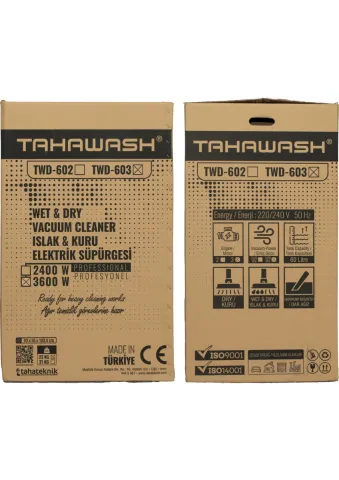 TAHAWASH®
TWD-602 TWD-603
WET & DRY
VACUUM CLEANER
ISLAK & KURU
ELEKTRİK SÜPÜRGESİ
2400 W PROFESSIONAL
3600 W PROFESYONEL
Ready for heavy cleaning works
Ağır temizlik görevlerine hazır
MADE IN
TÜRKİYE
CE
tahateknik
TAHAWASH®
TWD-602 TWD-603
Energy / Enerji : 220/240 V 50 Hz
80 Litre
DRY /
KURU
WET & DRY
ISLAK & KURU
ISO9001
ISO14001